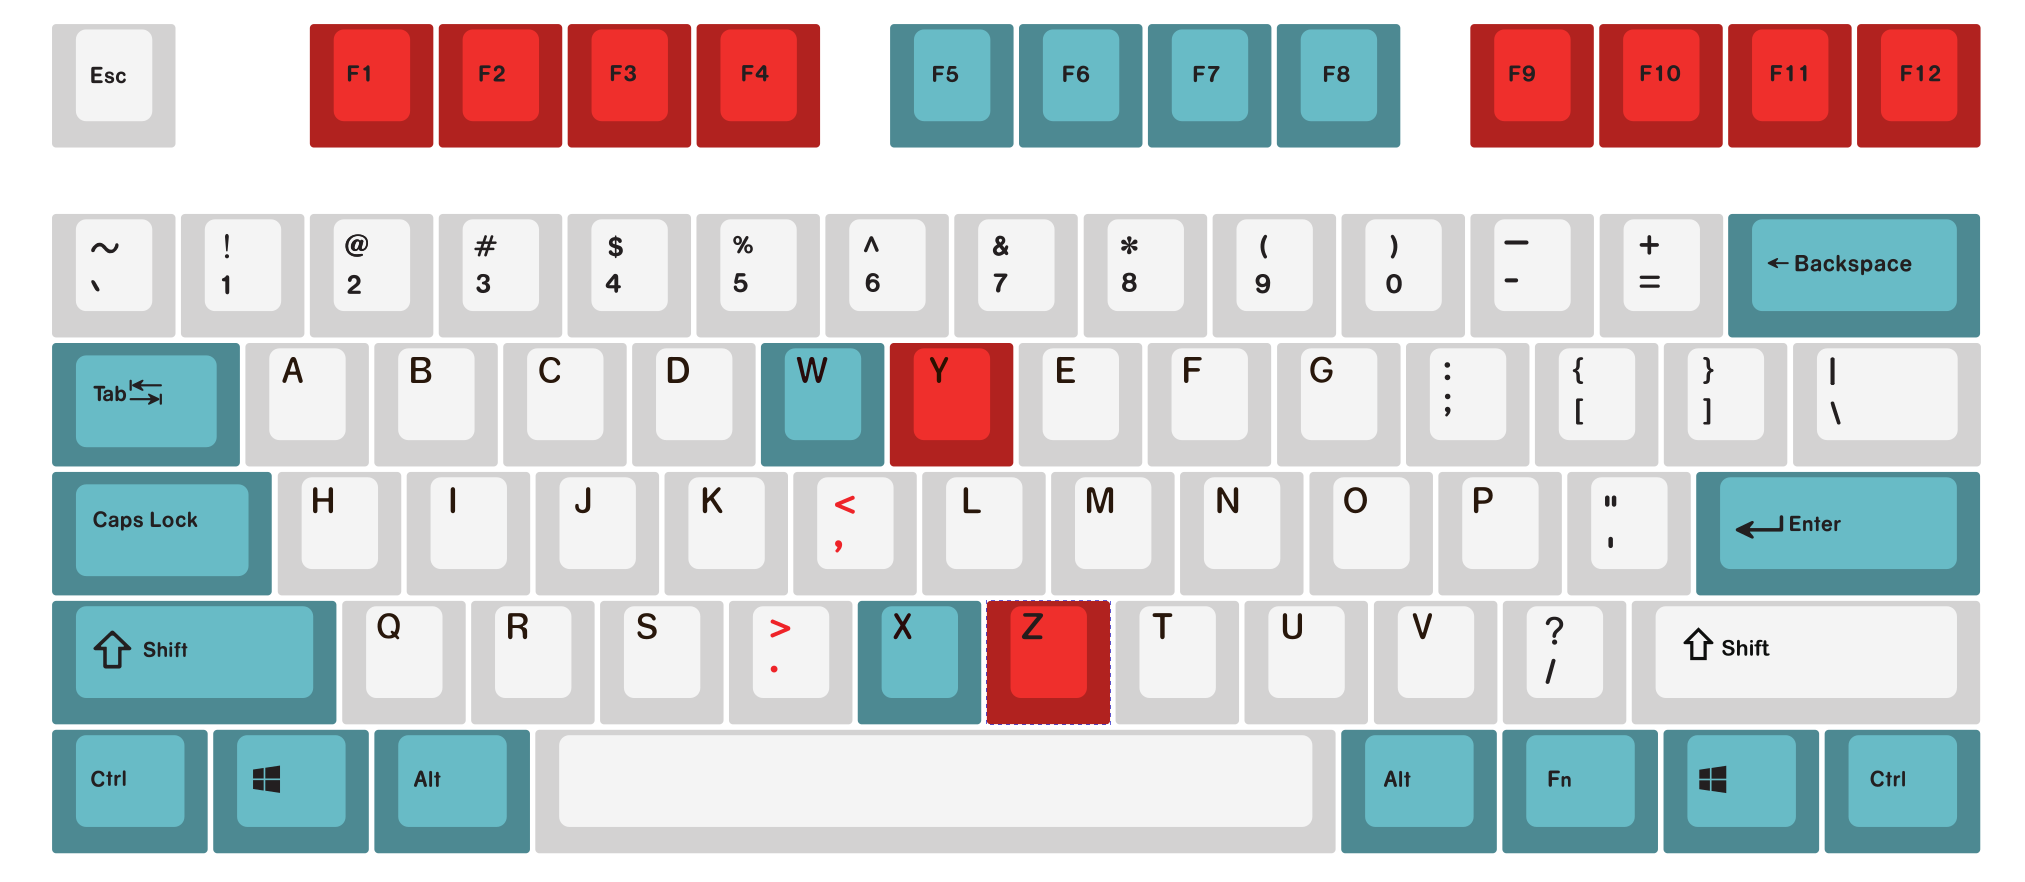 Esc F1 F2 F3 F4 F5 F6 F7 F8 F9 F10 F11 F12
~ ! @ # $ % ^ & * ( ) — +
` 1 2 3 4 5 6 7 8 9 0 - = ← Backspace
Tab A B C D W Y E F G : { } |
; [ ] \
Caps Lock H I J K < L M N O P " Enter
, '
Shift Q R S > X Z T U V ? Shift
. /
Ctrl Alt Alt Fn Ctrl